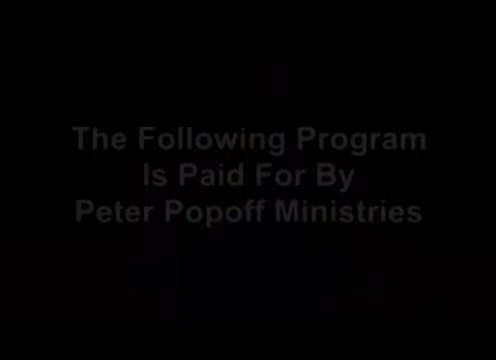 The Following Program
Is Paid For By
Peter Popoff Ministries